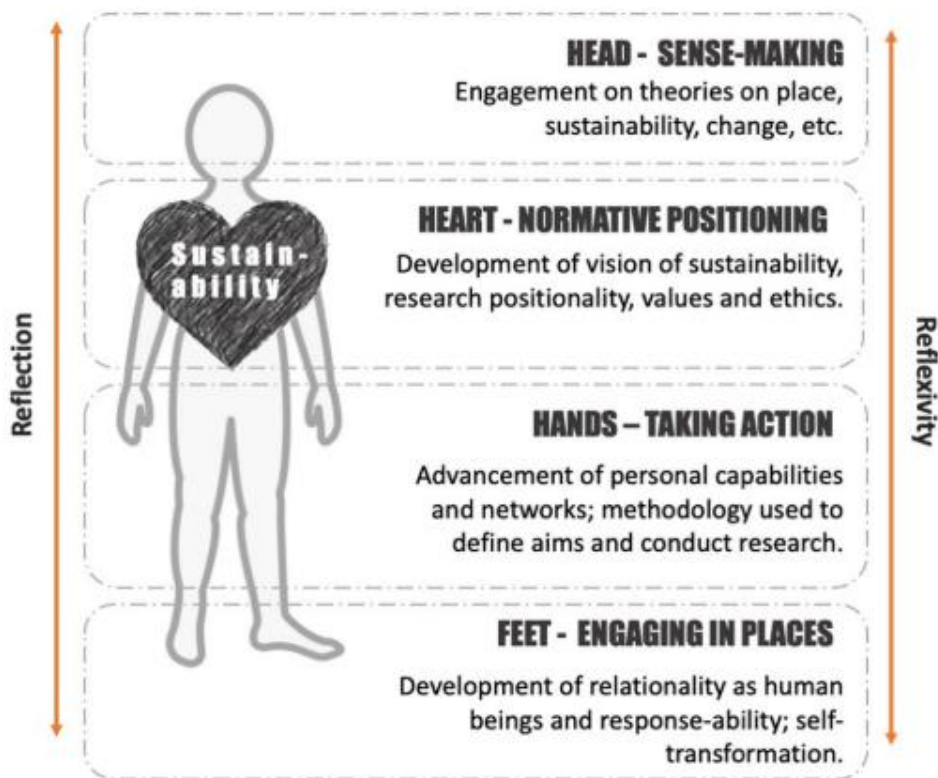 HEAD - SENSE-MAKING
Engagement on theories on place,
sustainability, change, etc.
HEART - NORMATIVE POSITIONING
Development of vision of sustainability,
research positionality, values and ethics.
Sustain-
ability
HANDS – TAKING ACTION
Advancement of personal capabilities
and networks; methodology used to
define aims and conduct research.
FEET - ENGAGING IN PLACES
Development of relationality as human
beings and response-ability; self-
transformation.
Reflection
Reflexivity